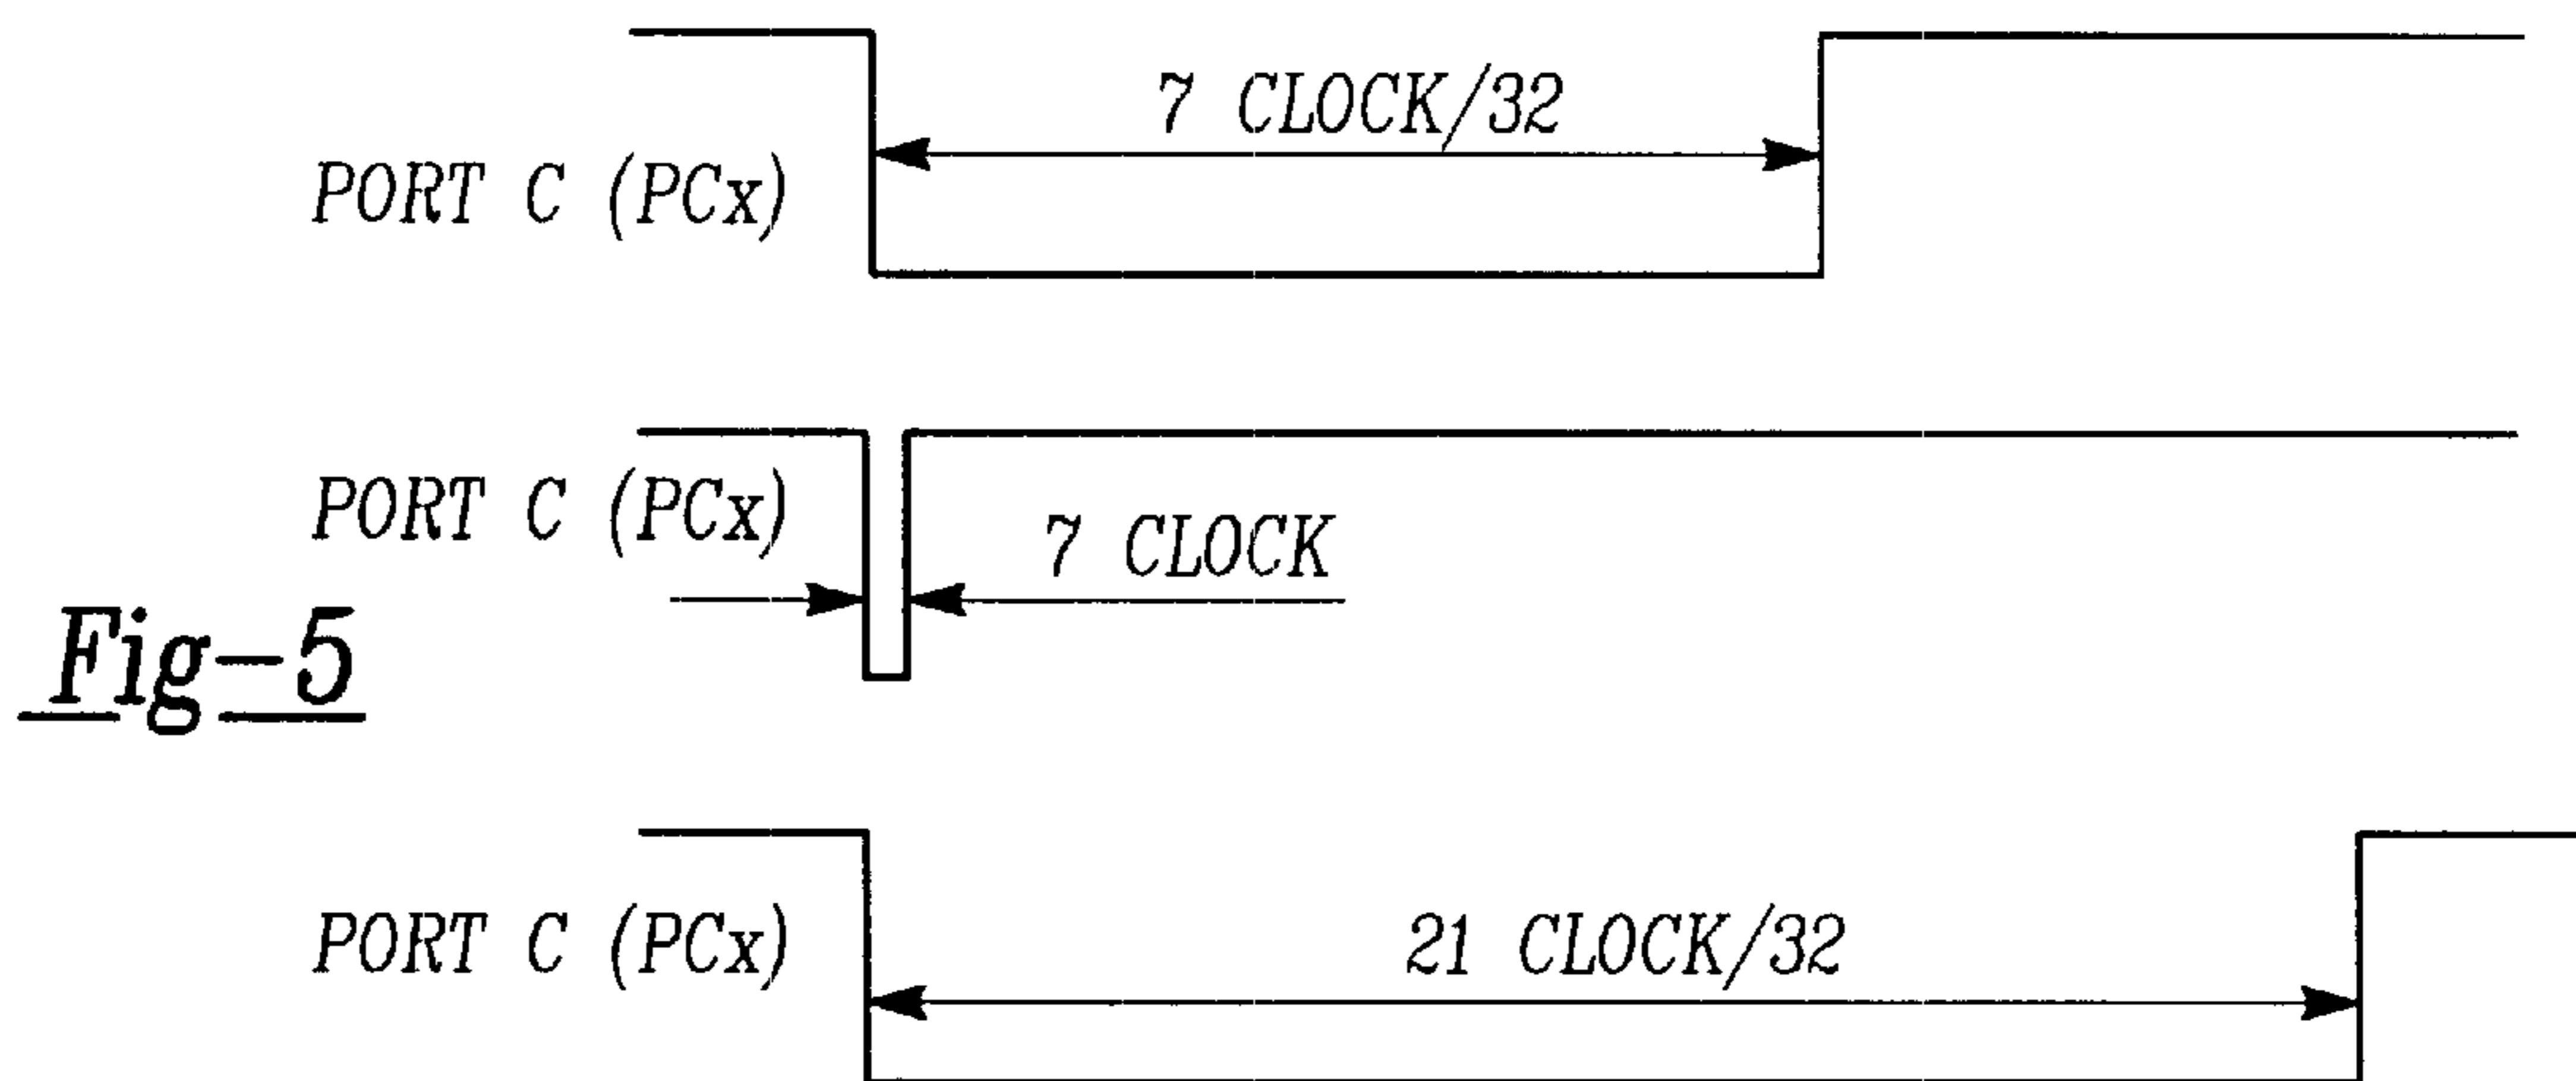 7 CLOCK/32
PORT C (PCx)
PORT C (PCx)
7 CLOCK
Fig-5
PORT C (PCx)
21 CLOCK/32